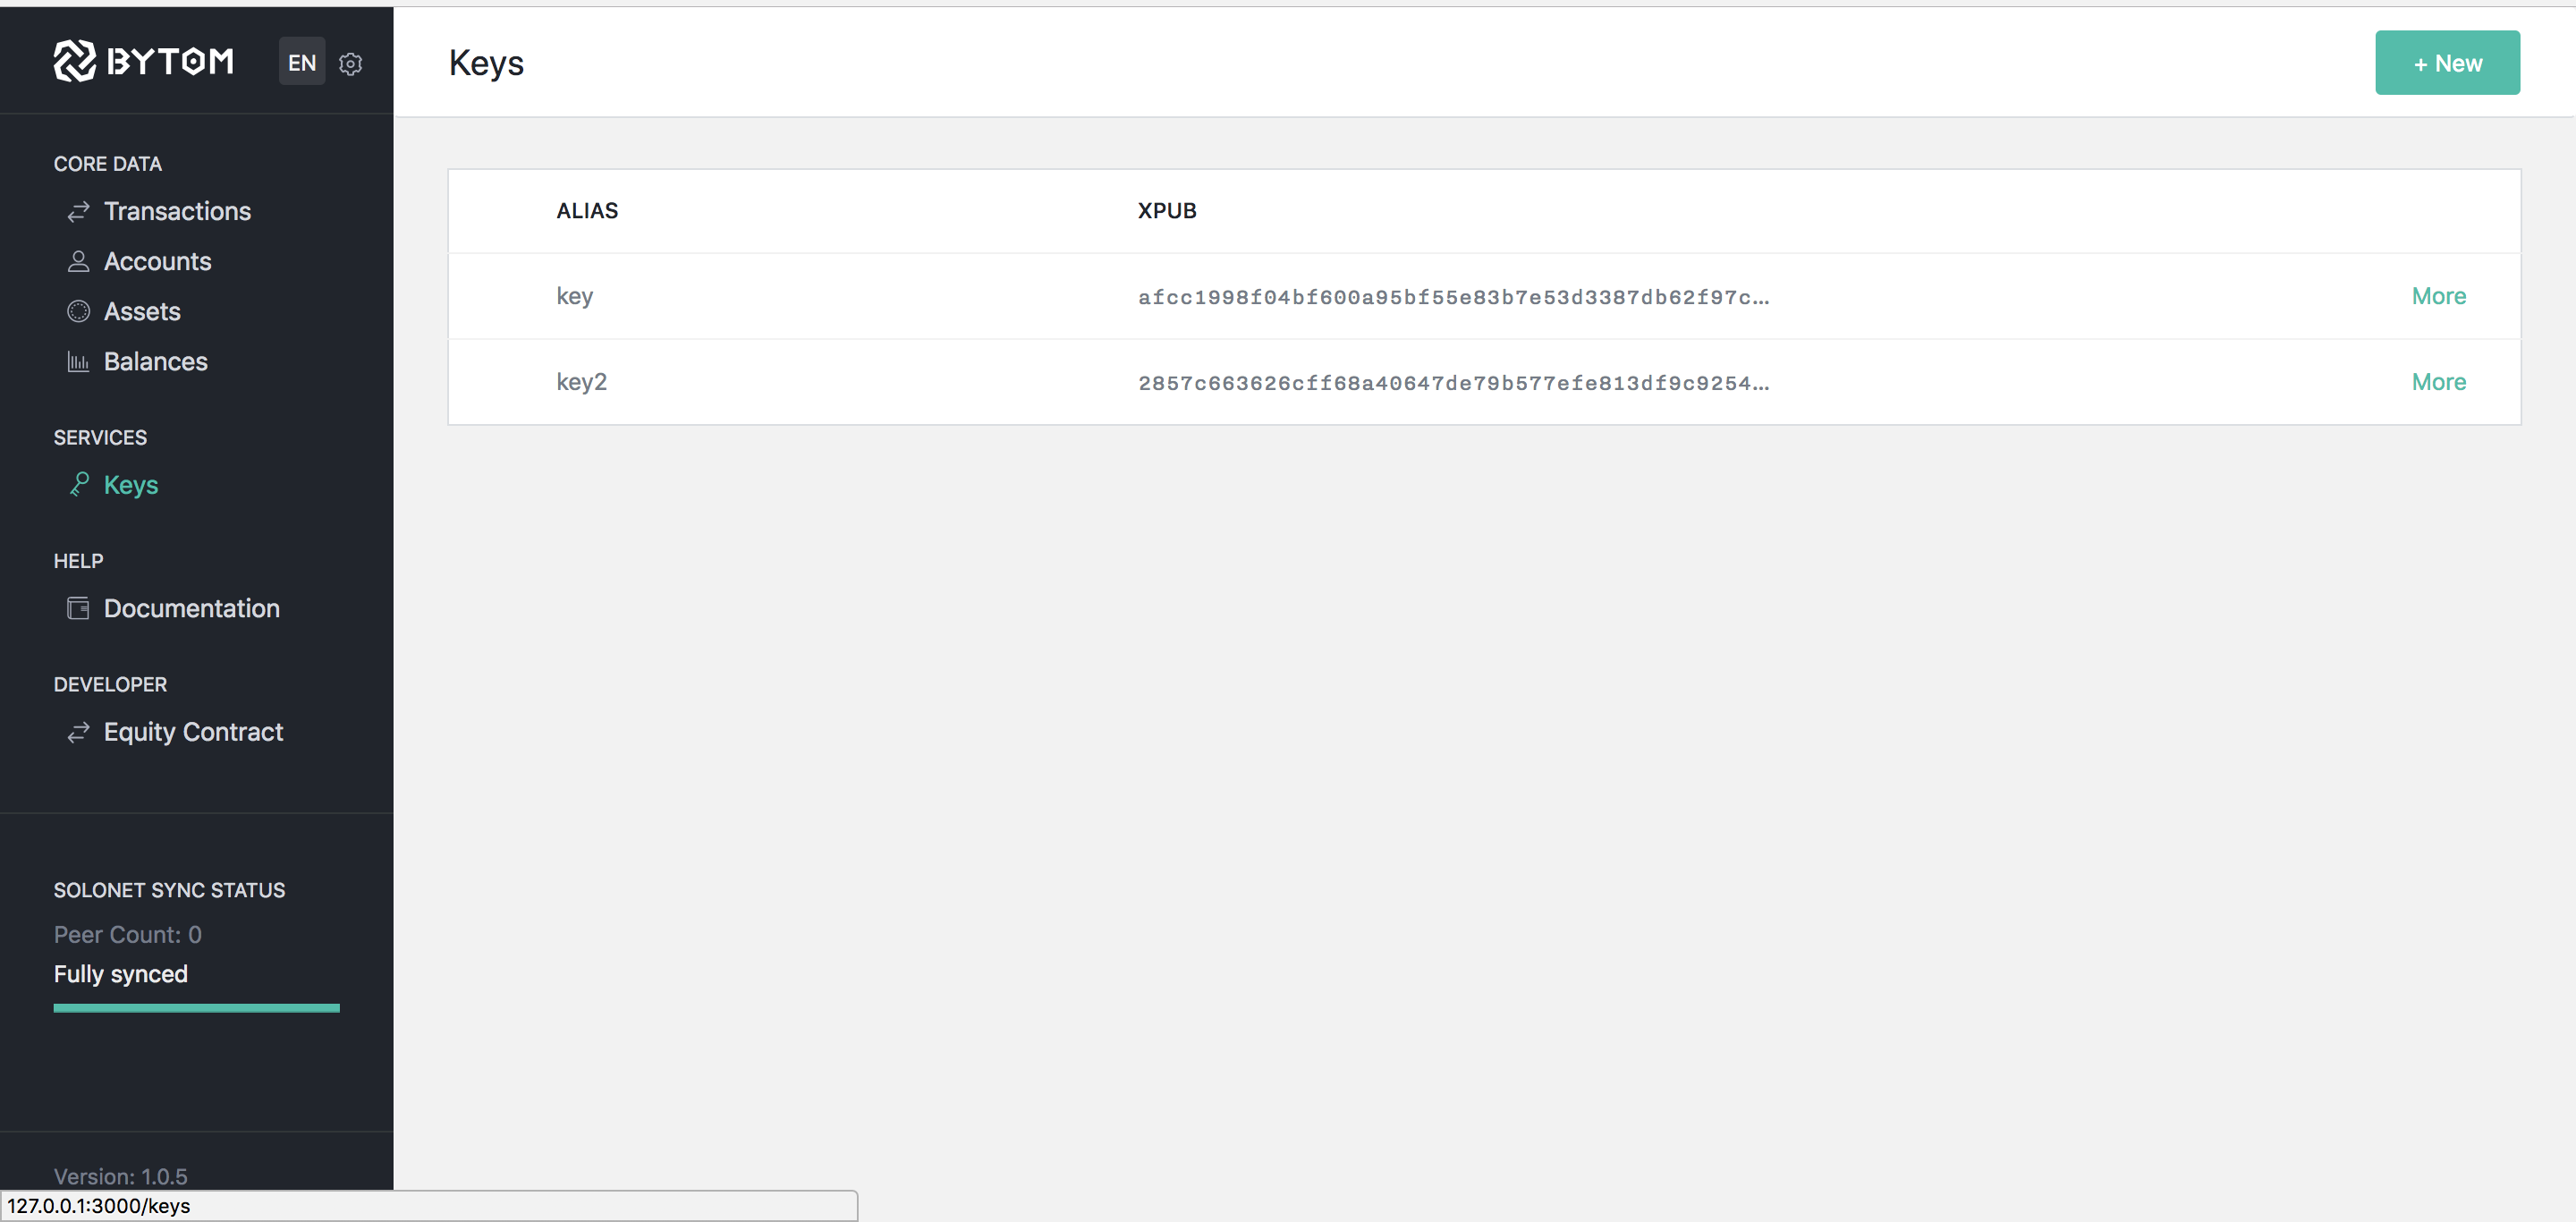 BYTOM EN
CORE DATA
Transactions
Accounts
Assets
Balances
SERVICES
Keys
HELP
Documentation
DEVELOPER
Equity Contract
SOLONET SYNC STATUS
Peer Count: 0
Fully synced
Version: 1.0.5
127.0.0.1:3000/keys
Keys
+ New
ALIAS XPUB
key afcc1998f04bf600a95bf55e83b7e53d3387db62f97c... More
key2 2857c663626cff68a40647de79b577efe813df9c9254... More